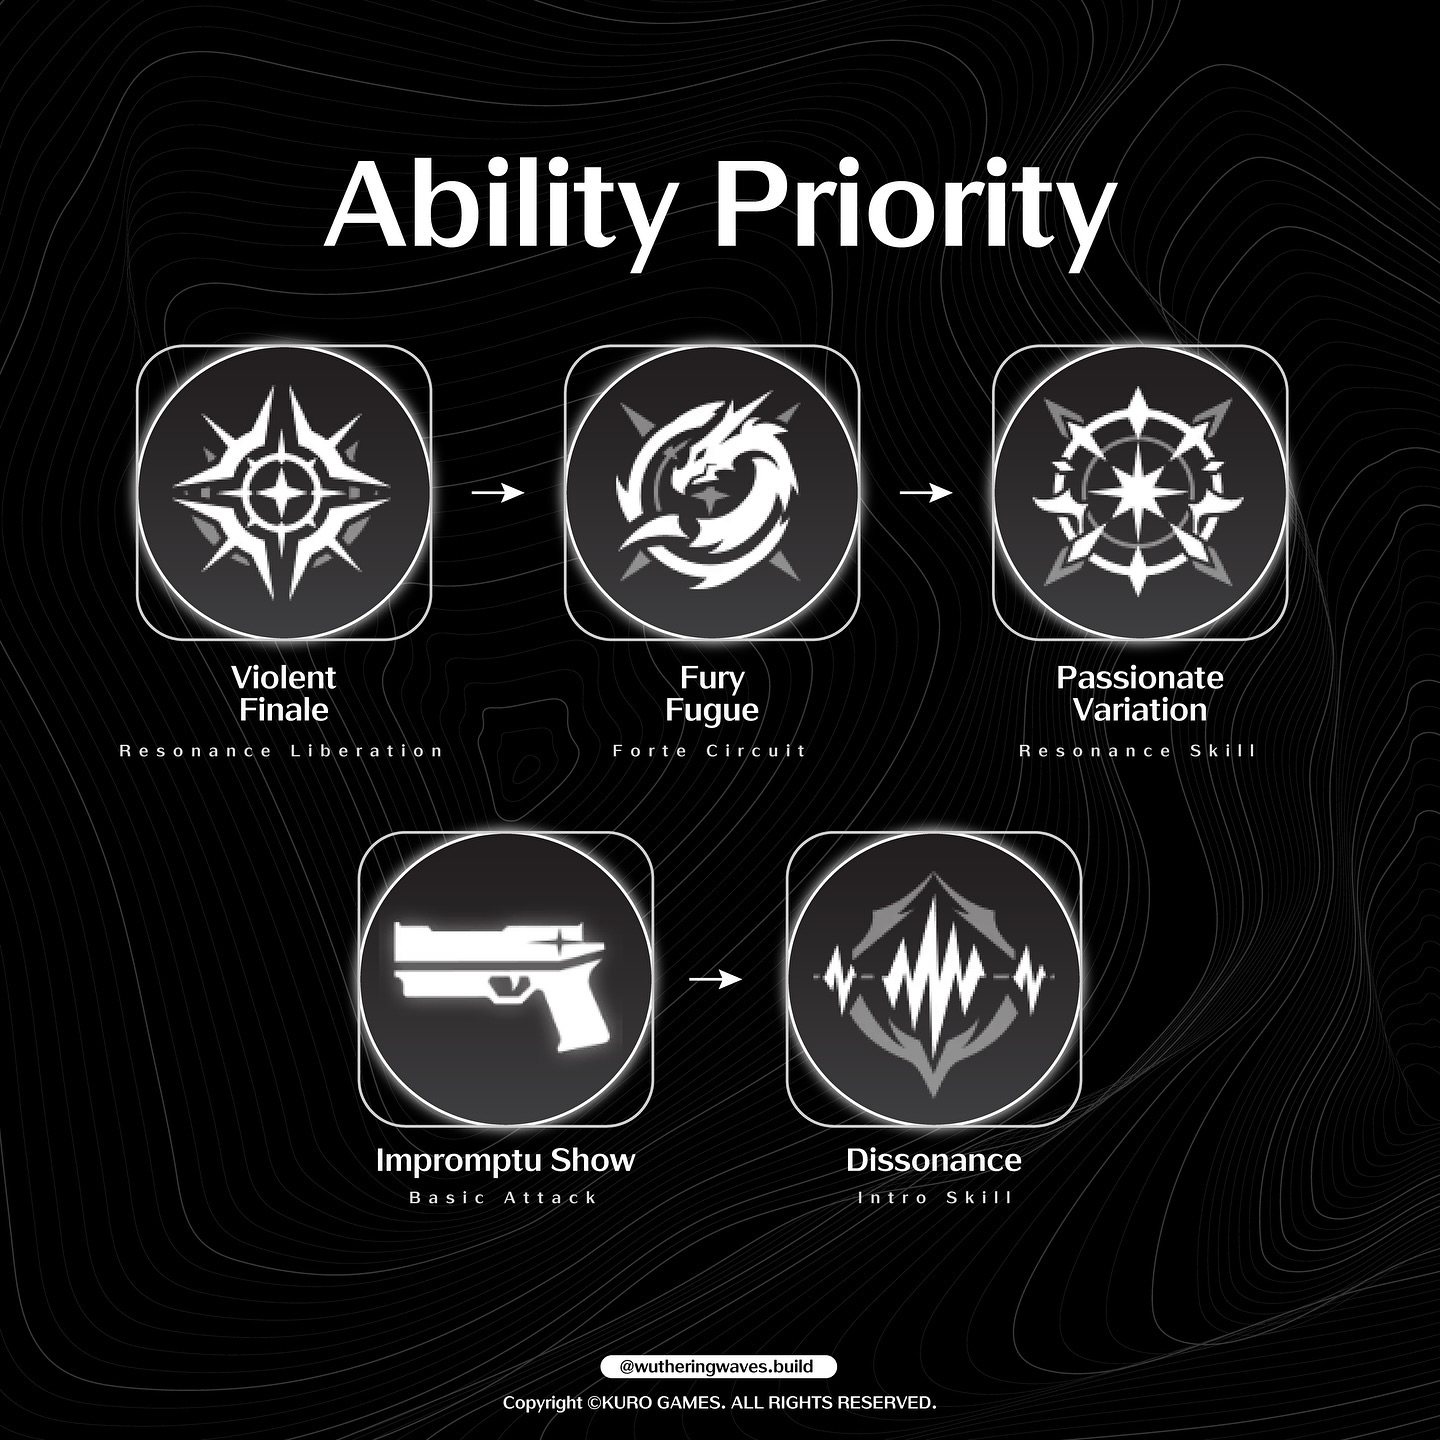 Ability Priority
Violent
Finale
Resonance Liberation
Fury
Fugue
Forte Circuit
Passionate
Variation
Resonance Skill
Impromptu Show
Basic Attack
Dissonance
Intro Skill
@wutheringwaves.build
Copyright ©KURO GAMES. ALL RIGHTS RESERVED.